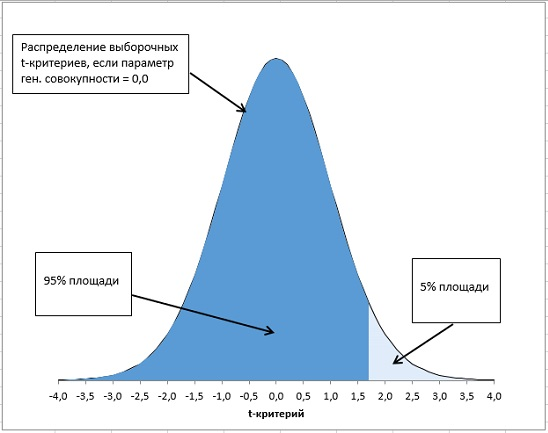 Распределение выборочных
t-критериев, если параметр
ген. совокупности = 0,0
95% площади
5% площади
-4,0 -3,5 -3,0 -2,5 -2,0 -1,5 -1,0 -0,5 0,0 0,5 1,0 1,5 2,0 2,5 3,0 3,5 4,0
t-критерий